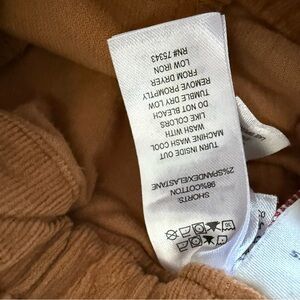 SHORTS
98%COTTON
2%SPANDEX/ELASTANE
TURN INSIDE OUT
MACHINE WASH COOL
WASH WITH
LIKE COLORS
DO NOT BLEACH
TUMBLE DRY LOW
REMOVE PROMPTLY
FROM DRYER
LOW IRON
RN# 75343